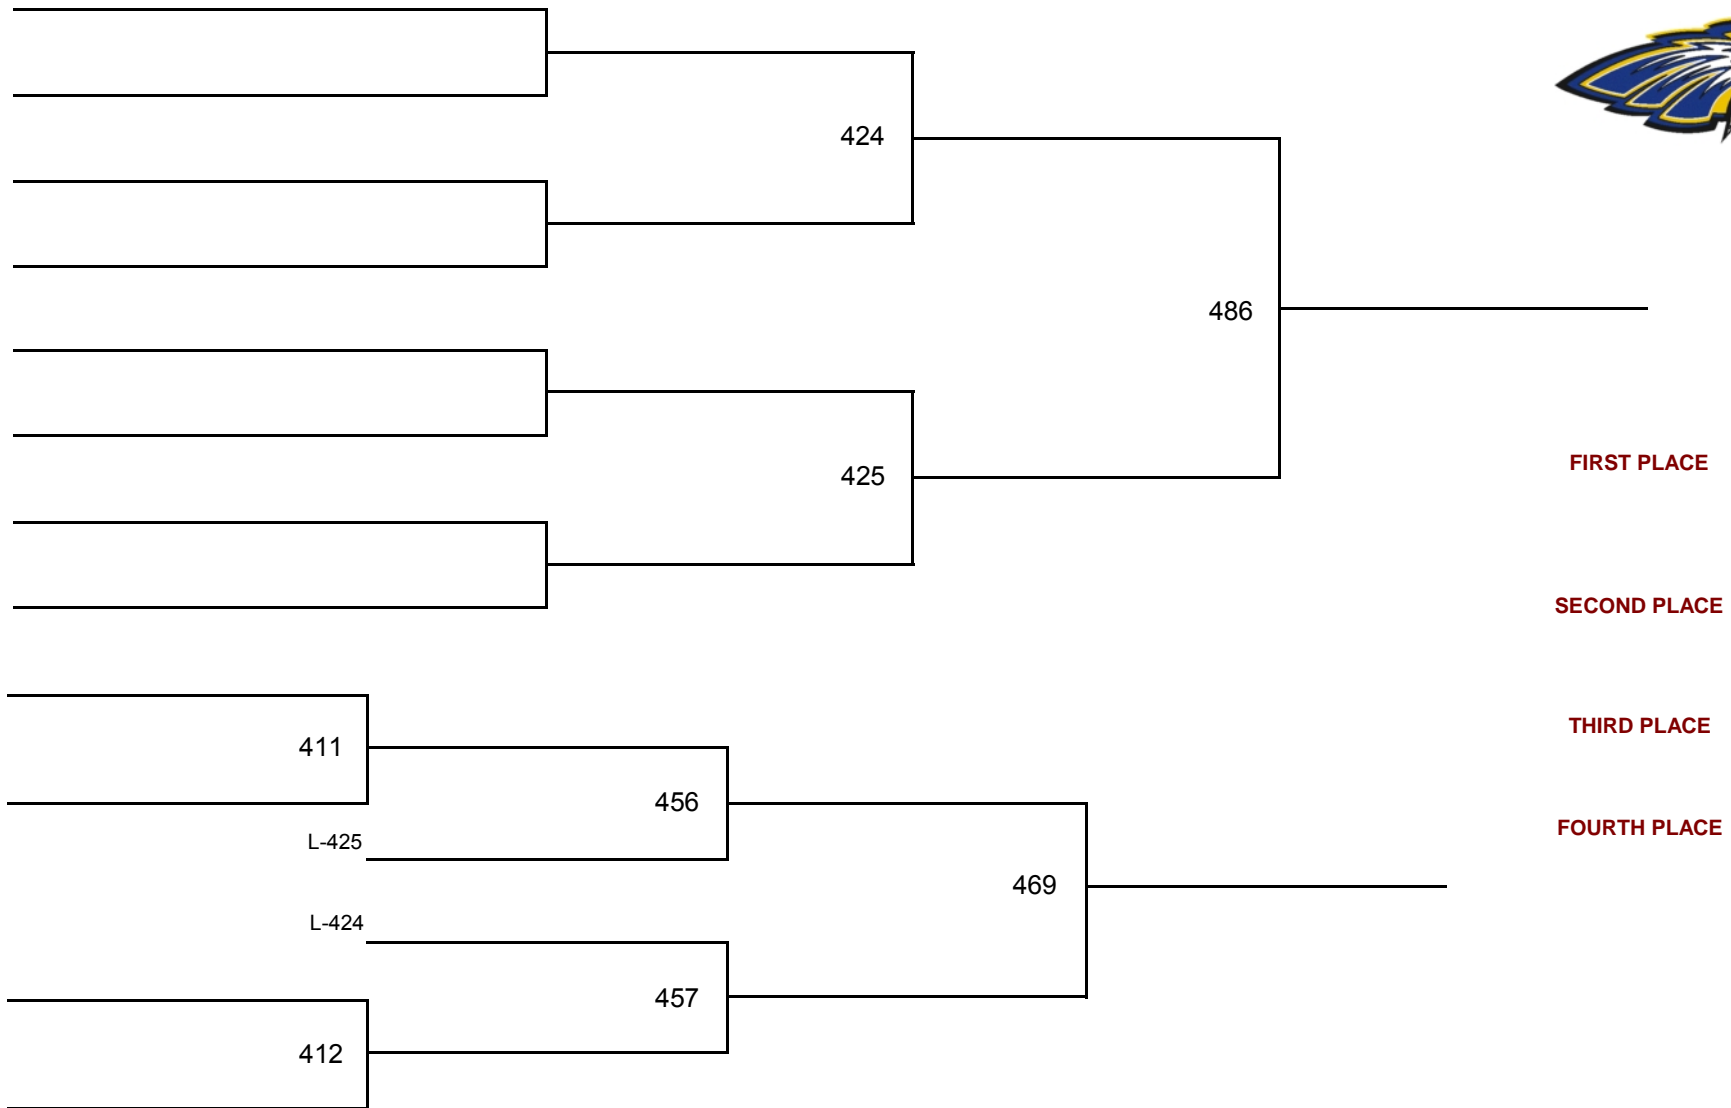 424
486
FIRST PLACE
425
SECOND PLACE
THIRD PLACE
411
456
FOURTH PLACE
L-425
469
L-424
457
412